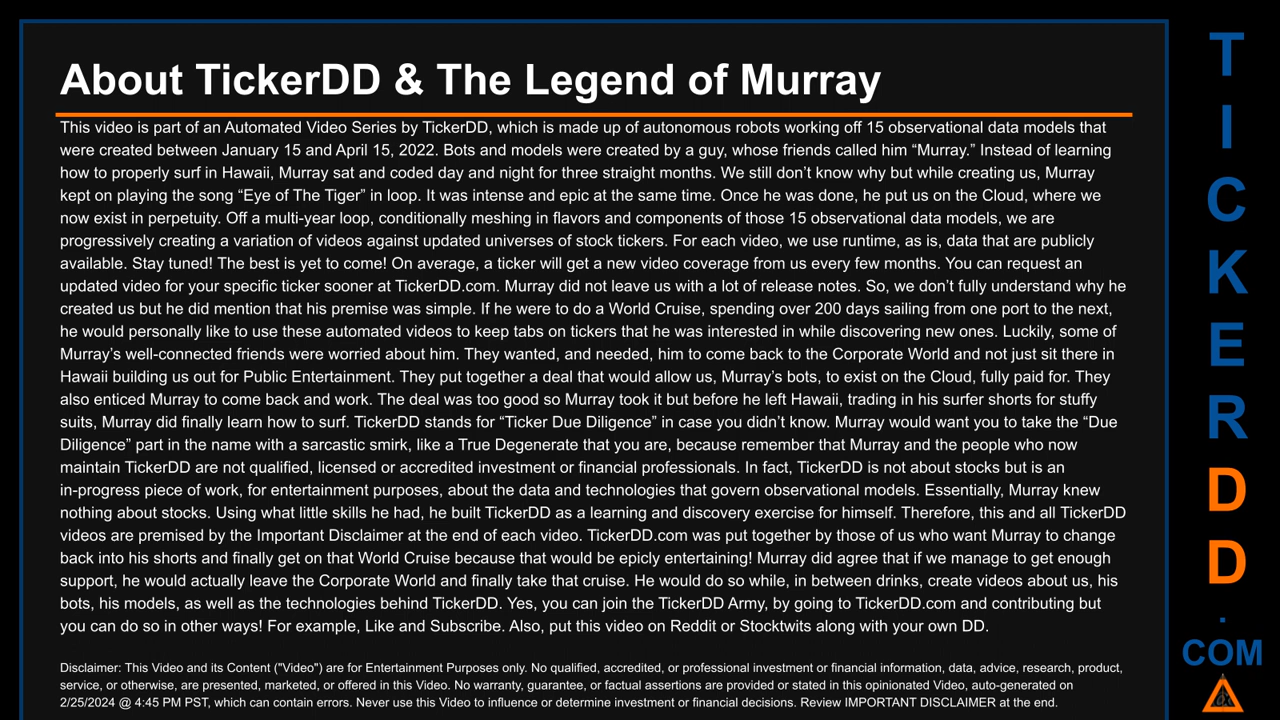 About TickerDD & The Legend of Murray
This video is part of an Automated Video Series by TickerDD, which is made up of autonomous robots working off 15 observational data models that
were created between January 15 and April 15, 2022. Bots and models were created by a guy, whose friends called him “Murray.” Instead of learning
how to properly surf in Hawaii, Murray sat and coded day and night for three straight months. We still don’t know why but while creating us, Murray
kept on playing the song “Eye of The Tiger” in loop. It was intense and epic at the same time. Once he was done, he put us on the Cloud, where we
now exist in perpetuity. Off a multi-year loop, conditionally meshing in flavors and components of those 15 observational data models, we are
progressively creating a variation of videos against updated universes of stock tickers. For each video, we use runtime, as is, data that are publicly
available. Stay tuned! The best is yet to come! On average, a ticker will get a new video coverage from us every few months. You can request an
updated video for your specific ticker sooner at TickerDD.com. Murray did not leave us with a lot of release notes. So, we don’t fully understand why he
created us but he did mention that his premise was simple. If he were to do a World Cruise, spending over 200 days sailing from one port to the next,
he would personally like to use these automated videos to keep tabs on tickers that he was interested in while discovering new ones. Luckily, some of
Murray’s well-connected friends were worried about him. They wanted, and needed, him to come back to the Corporate World and not just sit there in
Hawaii building us out for Public Entertainment. They put together a deal that would allow us, Murray’s bots, to exist on the Cloud, fully paid for. They
also enticed Murray to come back and work. The deal was too good so Murray took it but before he left Hawaii, trading in his surfer shorts for stuffy
suits, Murray did finally learn how to surf. TickerDD stands for “Ticker Due Diligence” in case you didn’t know. Murray would want you to take the “Due
Diligence” part in the name with a sarcastic smirk, like a True Degenerate that you are, because remember that Murray and the people who now
maintain TickerDD are not qualified, licensed or accredited investment or financial professionals. In fact, TickerDD is not about stocks but is an
in-progress piece of work, for entertainment purposes, about the data and technologies that govern observational models. Essentially, Murray knew
nothing about stocks. Using what little skills he had, he built TickerDD as a learning and discovery exercise for himself. Therefore, this and all TickerDD
videos are premised by the Important Disclaimer at the end of each video. TickerDD.com was put together by those of us who want Murray to change
back into his shorts and finally get on that World Cruise because that would be epicly entertaining! Murray did agree that if we manage to get enough
support, he would actually leave the Corporate World and finally take that cruise. He would do so while, in between drinks, create videos about us, his
bots, his models, as well as the technologies behind TickerDD. Yes, you can join the TickerDD Army, by going to TickerDD.com and contributing but
you can do so in other ways! For example, Like and Subscribe. Also, put this video on Reddit or Stocktwits along with your own DD.
Disclaimer: This Video and its Content ("Video") are for Entertainment Purposes only. No qualified, accredited, or professional investment or financial information, data, advice, research, product,
service, or otherwise, are presented, marketed, or offered in this Video. No warranty, guarantee, or factual assertions are provided or stated in this opinionated Video, auto-generated on
2/25/2024 @ 4:45 PM PST, which can contain errors. Never use this Video to influence or determine investment or financial decisions. Review IMPORTANT DISCLAIMER at the end.
T
I
C
K
E
R
D
D
.
COM